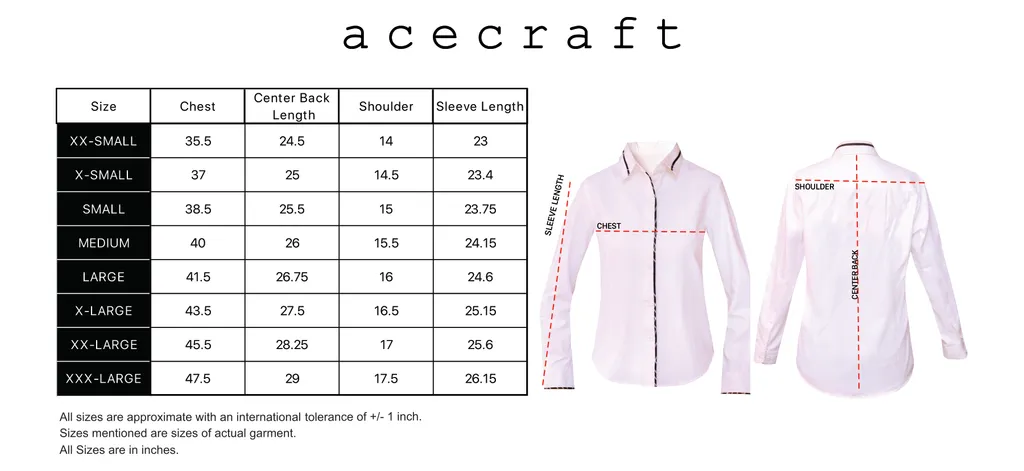 acecraft
Size Chest Center Back Length Shoulder Sleeve Length
XX-SMALL 35.5 24.5 14 23
X-SMALL 37 25 14.5 23.4
SMALL 38.5 25.5 15 23.75
MEDIUM 40 26 15.5 24.15
LARGE 41.5 26.75 16 24.6
X-LARGE 43.5 27.5 16.5 25.15
XX-LARGE 45.5 28.25 17 25.6
XXX-LARGE 47.5 29 17.5 26.15
All sizes are approximate with an international tolerance of +/- 1 inch.
Sizes mentioned are sizes of actual garment.
All Sizes are in inches.
SLEEVE LENGTH
CHEST
SHOULDER
CENTER BACK